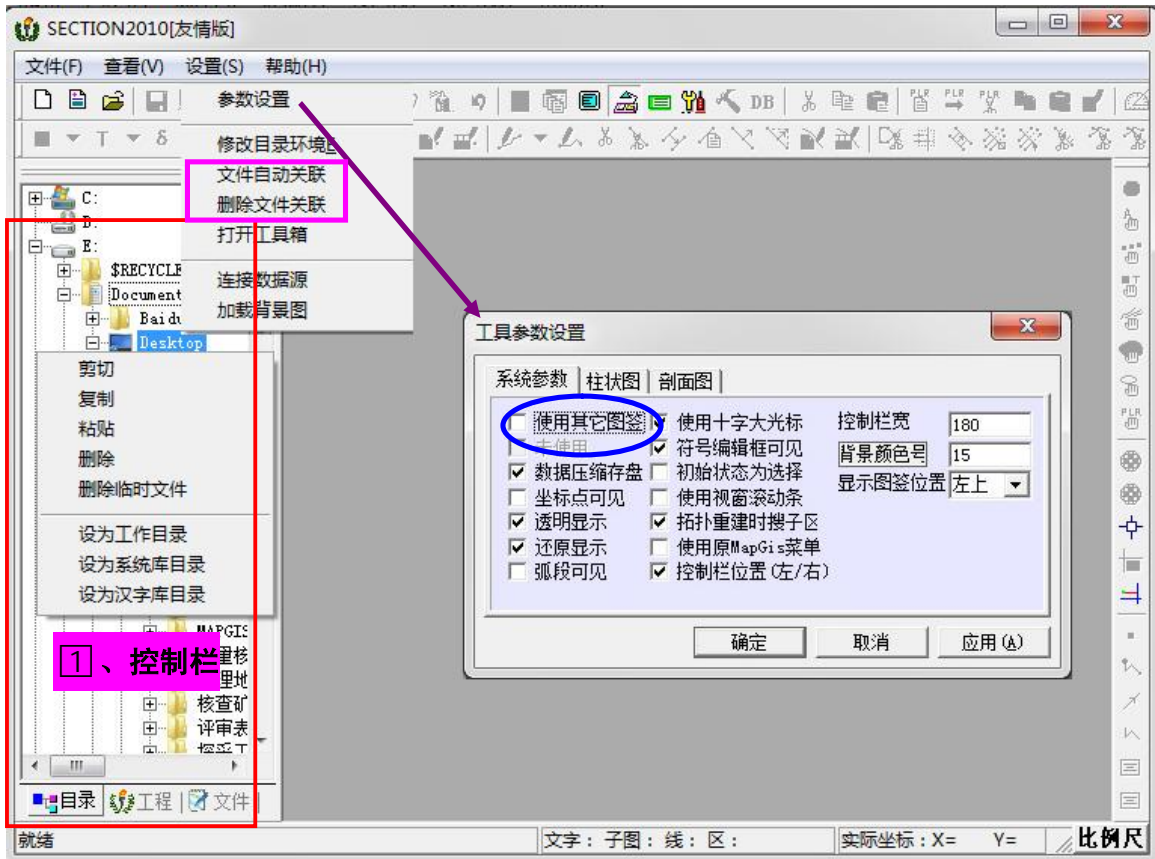 SECTION2010[友情版]
文件(F) 查看(V) 设置(S) 帮助(H)
DB
PLR PLR
T δ
参数设置
修改目录环境
文件自动关联
删除文件关联
打开工具箱
连接数据源
加载背景图
C:
D:
E:
$RECYCLE
Document
Baidu
Desktop
剪切
复制
粘贴
删除
删除临时文件
设为工作目录
设为系统库目录
设为汉字库目录
MAPGIS
1、控制栏
核查矿
评审表
探采工
目录 工程 文件
工具参数设置
系统参数 柱状图 剖面图
使用其它图签 使用十字大光标 控制栏宽 180
未使用 符号编辑框可见 背景颜色号 15
数据压缩存盘 初始状态为选择 显示图签位置 左上
坐标点可见 使用视窗滚动条
透明显示 拓扑重建时搜子区
还原显示 使用原MapGis菜单
弧段可见 控制栏位置(左/右)
确定 取消 应用(A)
A
T
PLR
就绪 文字: 子图: 线: 区: 实际坐标:X= Y= 比例尺